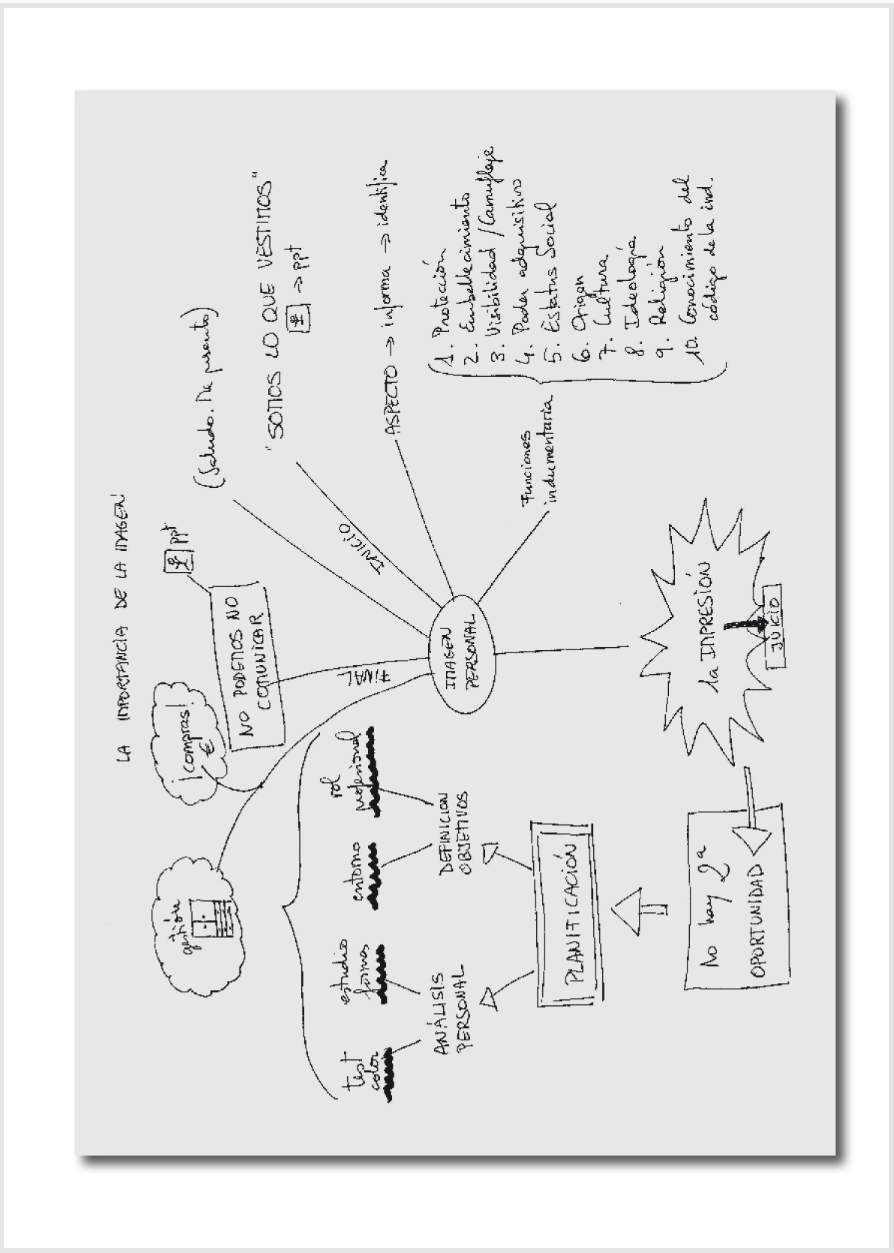 LA IMPORTANCIA DE LA IMAGEN
(Saludo. Me presento)
"SOMOS LO QUE VESTIMOS"
→ ppt
ASPECTO → informa → identifica
INICIO
Funciones
indumentaria
1. Protección
2. Embellecimiento
3. Visibilidad / Camuflaje
4. Poder adquisitivo
5. Estatus Social
6. Origen
7. Cultura
8. Ideología
9. Religión
10. Conocimiento del
código de la ind.
IMAGEN
PERSONAL
1a IMPRESIÓN
JUICIO
No hay 2ª
OPORTUNIDAD
PLANIFICACIÓN
ANÁLISIS
PERSONAL
DEFINICION
OBJETIVOS
test
color
estudio
formas
entorno
rol
profesional
FINAL
NO PODEMOS NO
COMUNICAR
ppt
¡compras!
€
gestión